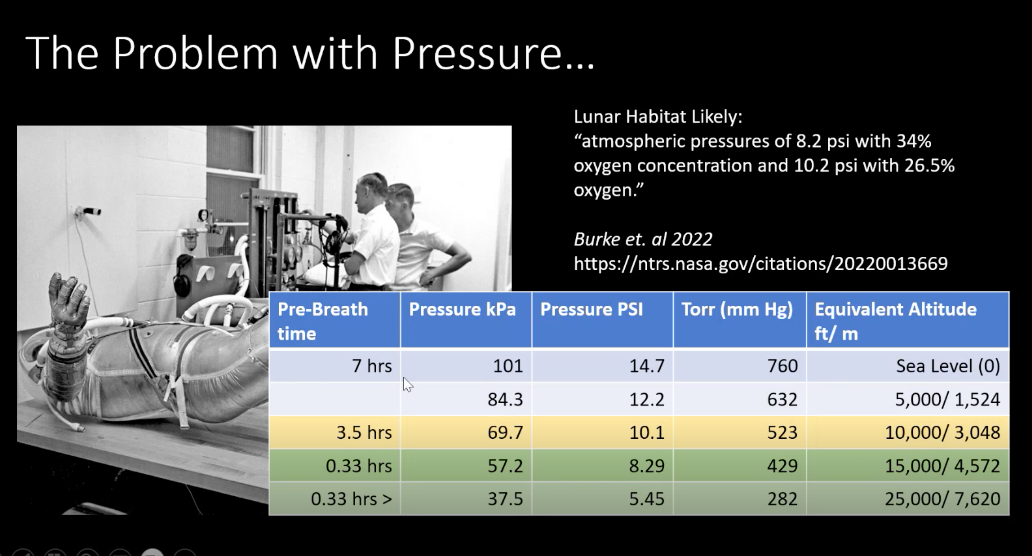 The Problem with Pressure...
Lunar Habitat Likely:
“atmospheric pressures of 8.2 psi with 34%
oxygen concentration and 10.2 psi with 26.5%
oxygen.”
Burke et. al 2022
https://ntrs.nasa.gov/citations/20220013669
Pre-Breath time Pressure kPa Pressure PSI Torr (mm Hg) Equivalent Altitude ft/ m
7 hrs 101 14.7 760 Sea Level (0)
84.3 12.2 632 5,000/ 1,524
3.5 hrs 69.7 10.1 523 10,000/ 3,048
0.33 hrs 57.2 8.29 429 15,000/ 4,572
0.33 hrs > 37.5 5.45 282 25,000/ 7,620